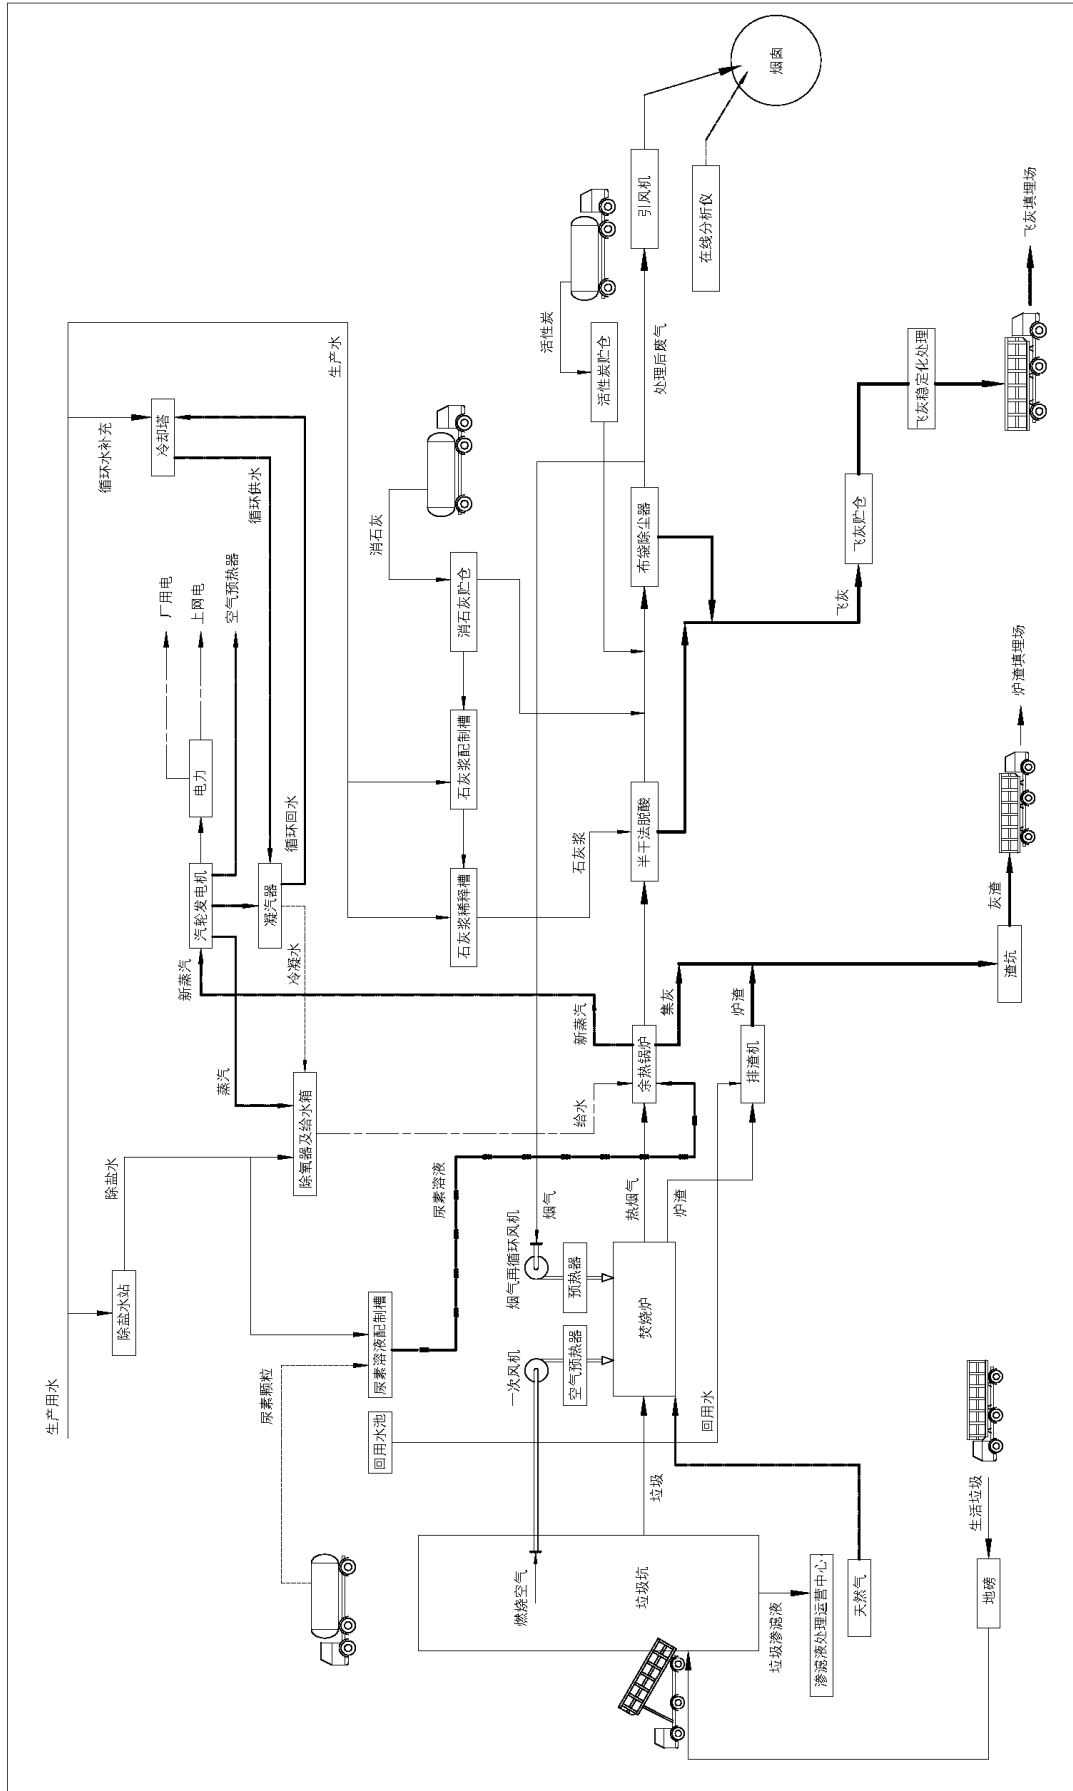 生产用水
除盐水站
除盐水
循环水补充
冷却塔
循环供水
循环回水
厂用电
上网电
空气预热器
电力
汽轮发电机
凝汽器
新蒸汽
蒸汽
冷凝水
除氧器及给水箱
给水
生产水
尿素颗粒
尿素溶液配制槽
尿素溶液
回用水池
回用水
消石灰
消石灰贮仓
石灰浆配制槽
石灰浆稀释槽
石灰浆
活性炭
活性炭贮仓
燃烧空气
一次风机
空气预热器
烟气再循环风机
预热器
烟气
垃圾坑
垃圾
焚烧炉
热烟气
炉渣
余热锅炉
新蒸汽
集灰
半干法脱酸
布袋除尘器
处理后废气
引风机
在线分析仪
烟囱
排渣机
炉渣
垃圾渗滤液
渗滤液处理运营中心
天然气
飞灰
飞灰贮仓
飞灰稳定化处理
飞灰填埋场
生活垃圾
地磅
渣坑
灰渣
炉渣填埋场